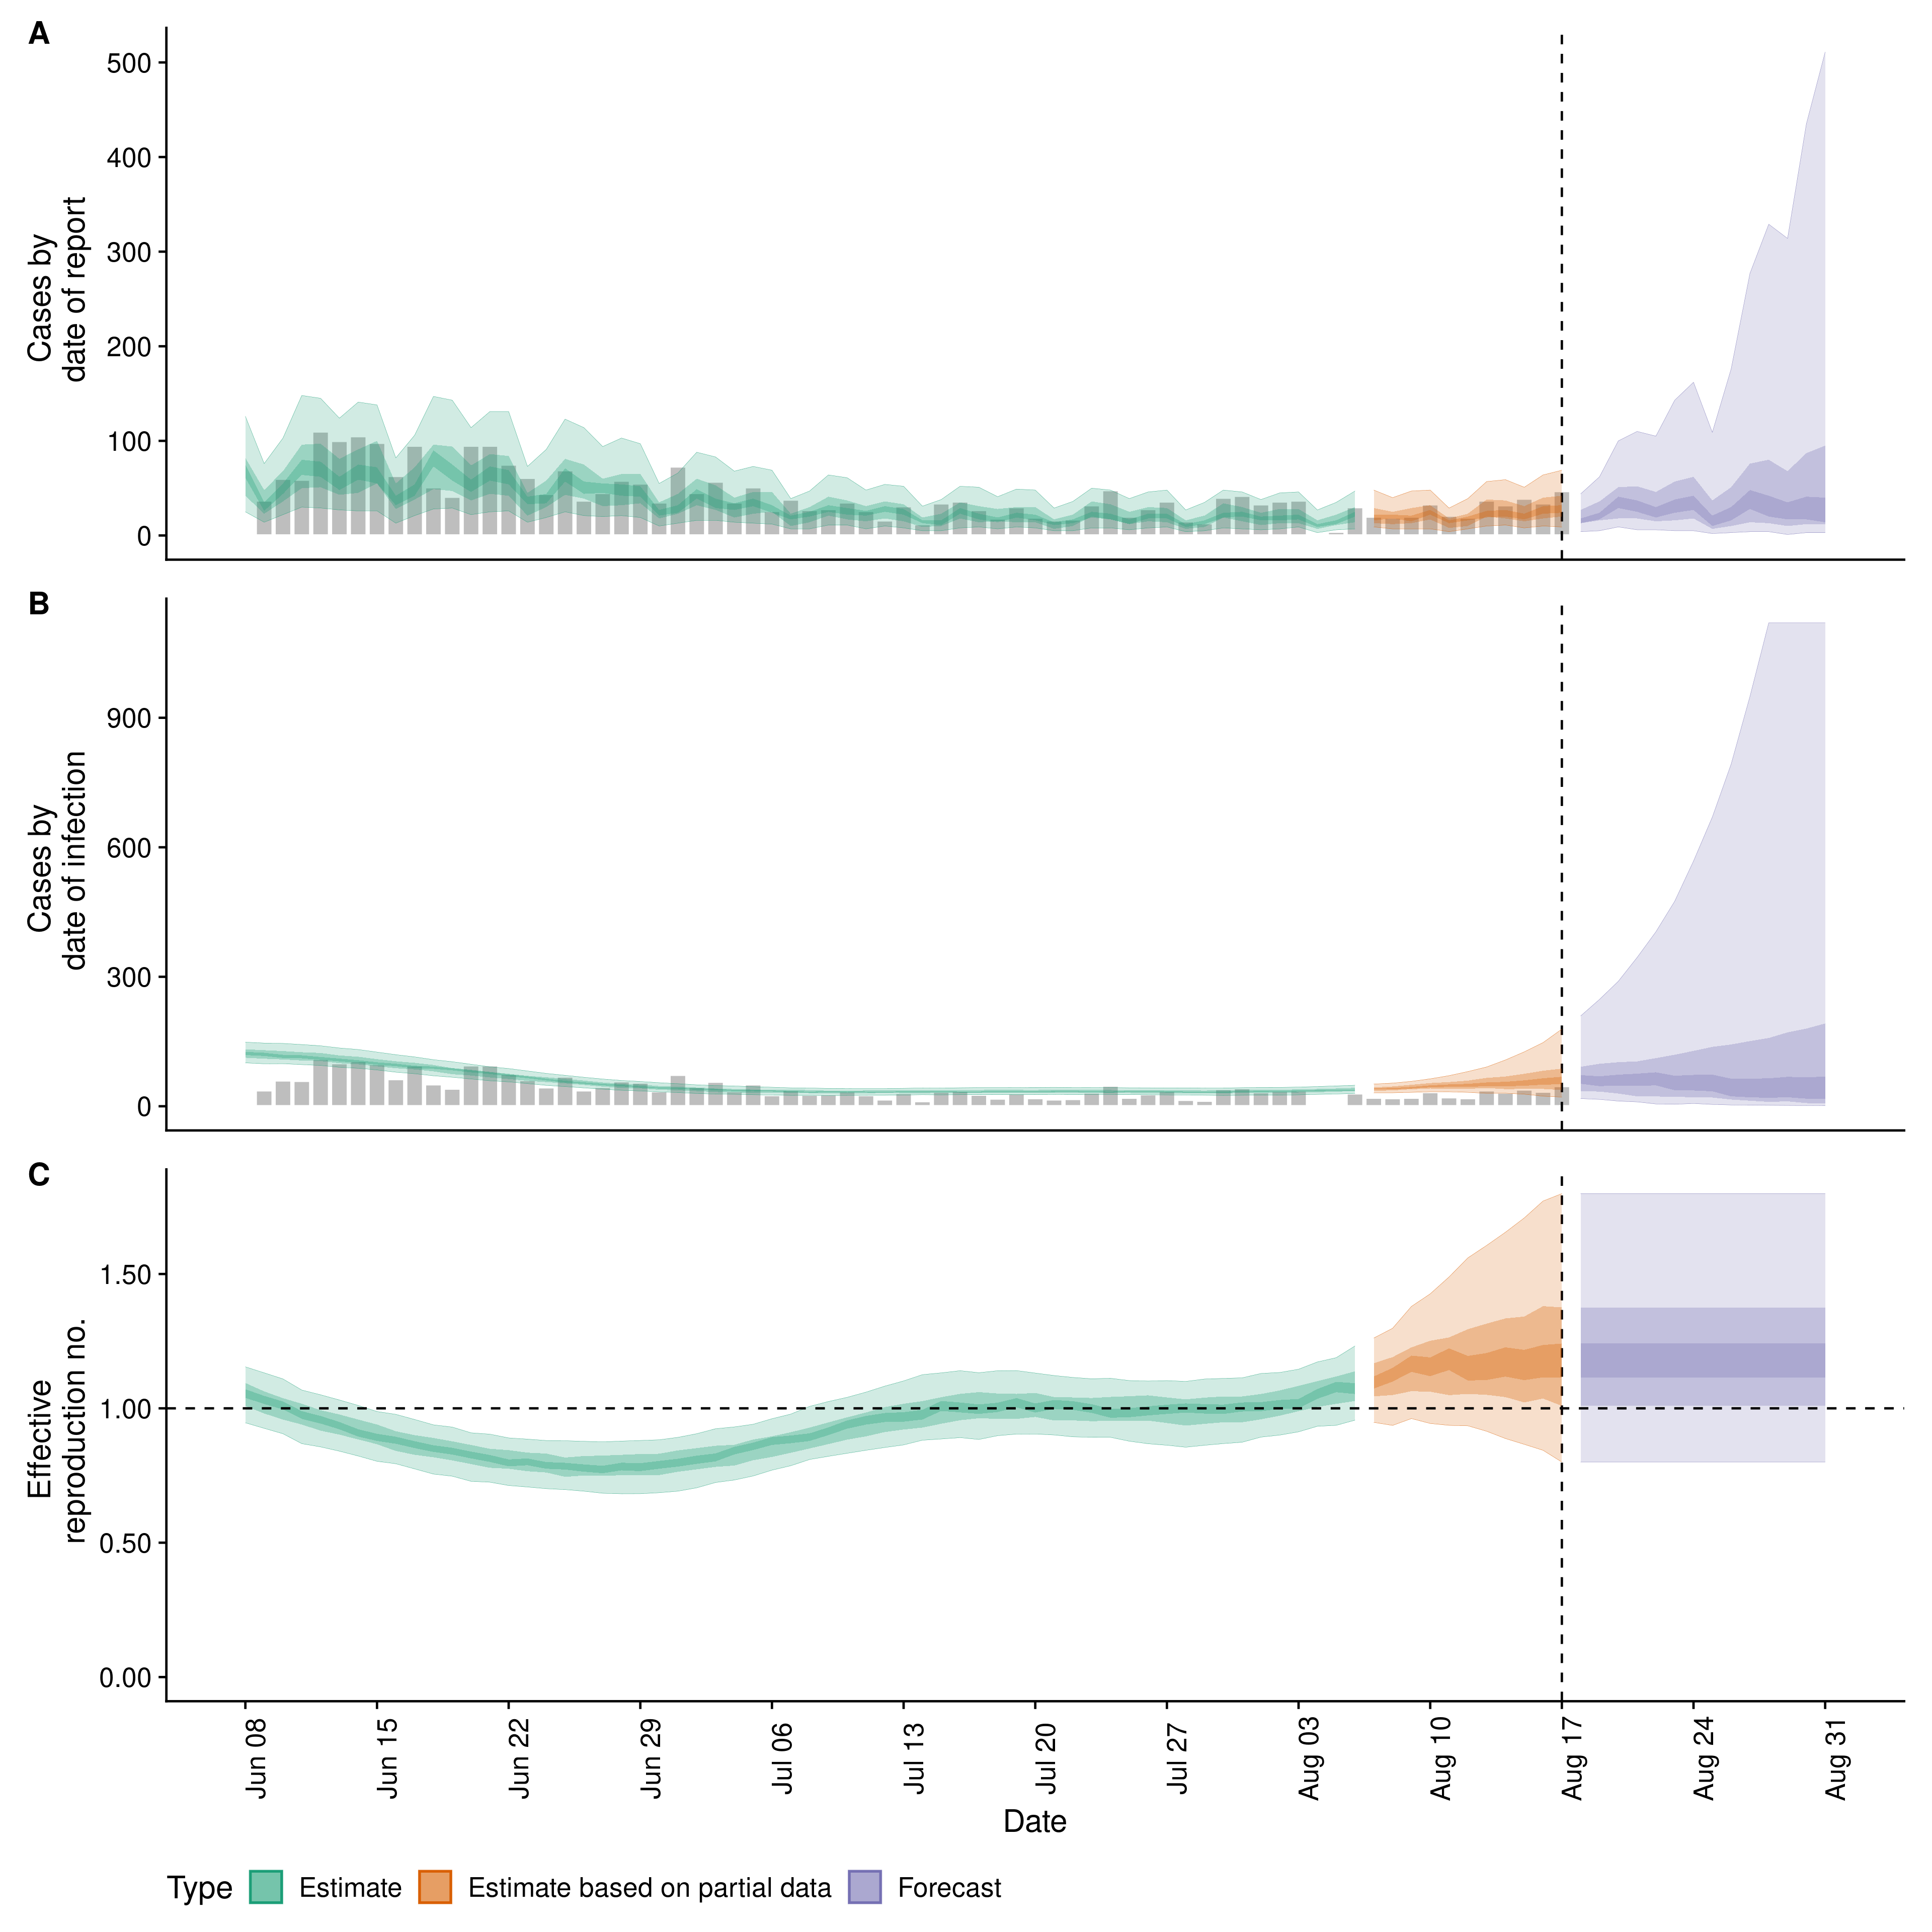 A
500
400
300
200
100
0
Cases by
date of report
B
900
600
300
0
Cases by
date of infection
C
1.50
1.00
0.50
0.00
Effective
reproduction no.
Jun 08
Jun 15
Jun 22
Jun 29
Jul 06
Jul 13
Jul 20
Jul 27
Aug 03
Aug 10
Aug 17
Aug 24
Aug 31
Date
Type Estimate Estimate based on partial data Forecast